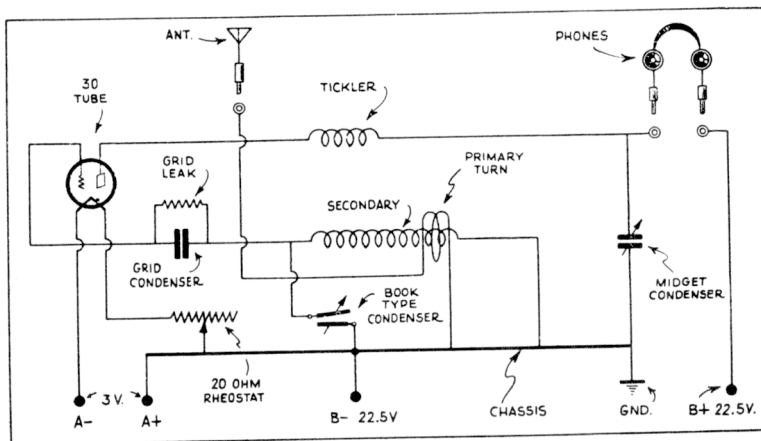 ANT.
PHONES
30
TUBE
TICKLER
GRID
LEAK
PRIMARY
TURN
SECONDARY
GRID
CONDENSER
BOOK
TYPE
CONDENSER
MIDGET
CONDENSER
20 OHM
RHEOSTAT
3 V.
A-
A+
B- 22.5V
CHASSIS
GND.
B+ 22.5V.